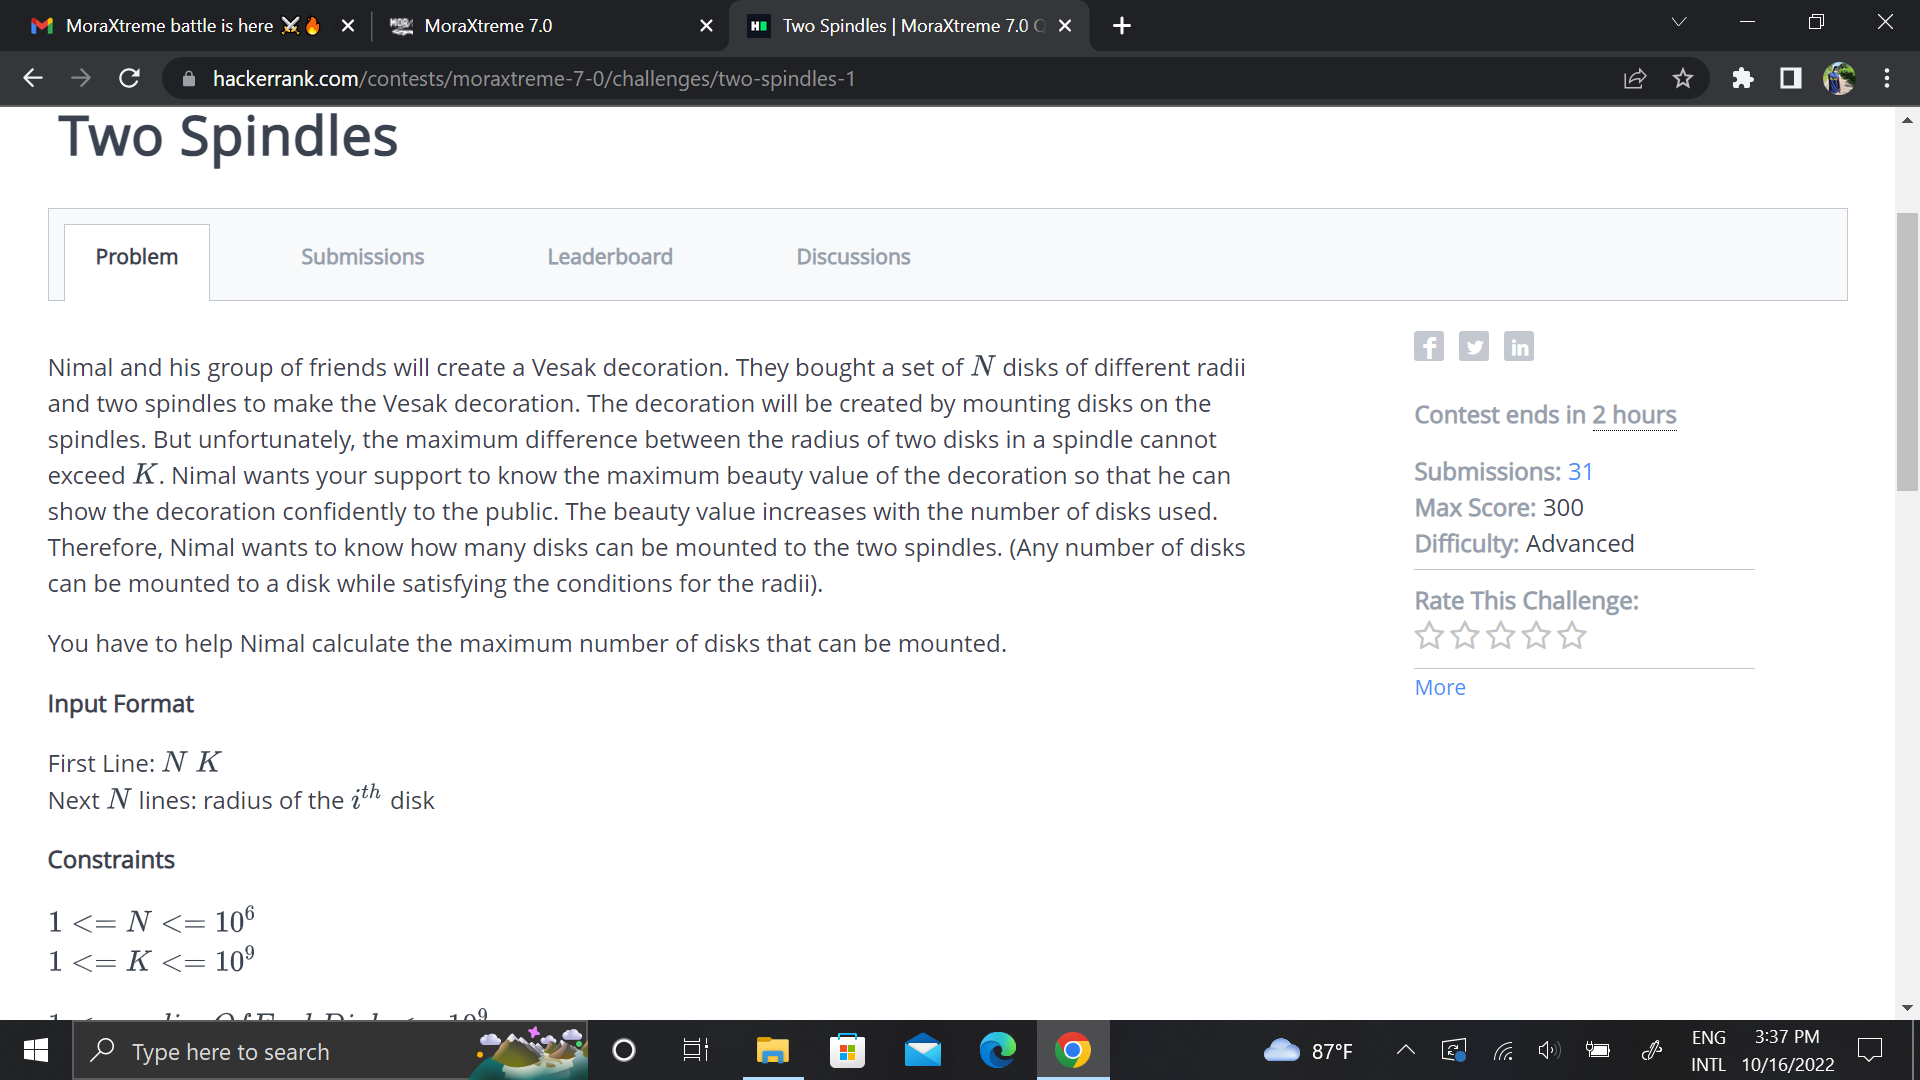 MoraXtreme battle is here ⚔🔥
MoraXtreme 7.0
Two Spindles | MoraXtreme 7.0
hackerrank.com/contests/moraxtreme-7-0/challenges/two-spindles-1
Two Spindles
Problem
Submissions
Leaderboard
Discussions
Nimal and his group of friends will create a Vesak decoration. They bought a set of N disks of different radii
and two spindles to make the Vesak decoration. The decoration will be created by mounting disks on the
spindles. But unfortunately, the maximum difference between the radius of two disks in a spindle cannot
exceed K. Nimal wants your support to know the maximum beauty value of the decoration so that he can
show the decoration confidently to the public. The beauty value increases with the number of disks used.
Therefore, Nimal wants to know how many disks can be mounted to the two spindles. (Any number of disks
can be mounted to a disk while satisfying the conditions for the radii).
You have to help Nimal calculate the maximum number of disks that can be mounted.
Input Format
First Line: N K
Next N lines: radius of the i^{th} disk
Constraints
1 <= N <= 10^6
1 <= K <= 10^9
Contest ends in 2 hours
Submissions: 31
Max Score: 300
Difficulty: Advanced
Rate This Challenge:
More
Type here to search
87°F
ENG
INTL
3:37 PM
10/16/2022